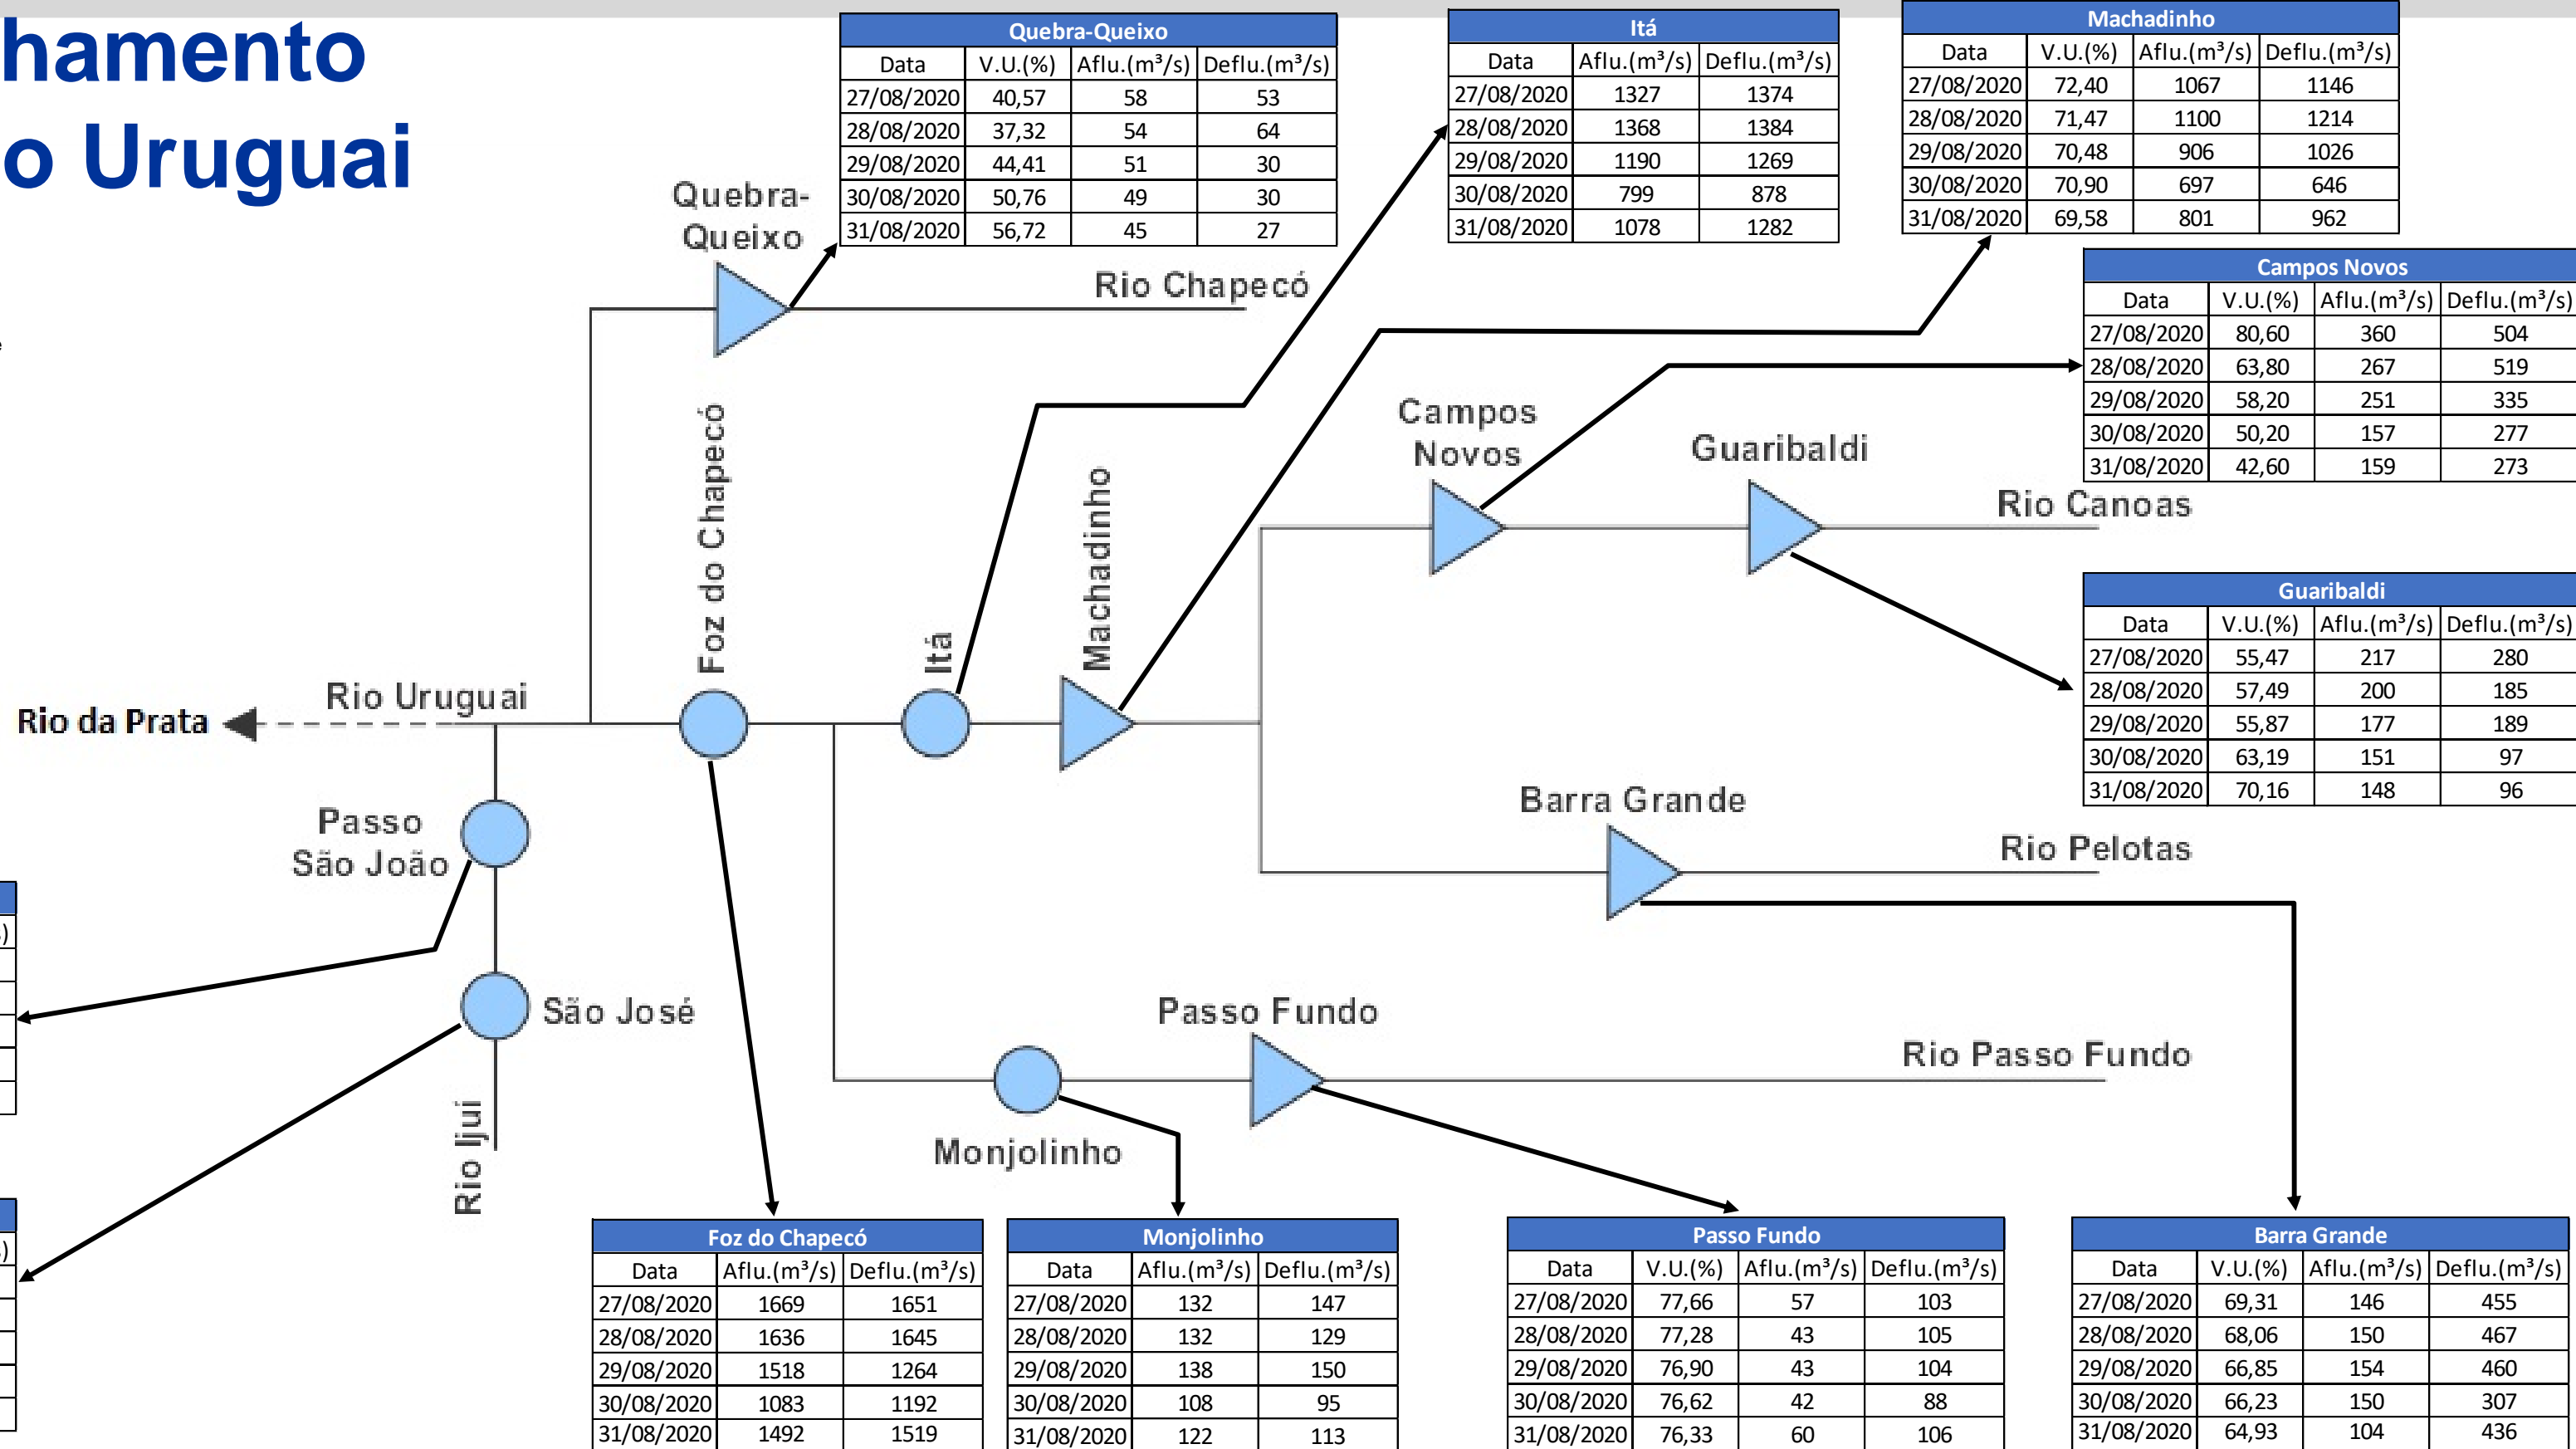 hamento
o Uruguai
e
Quebra-Queixo
Data V.U.(%) Aflu.(m³/s) Deflu.(m³/s)
27/08/2020 40,57 58 53
28/08/2020 37,32 54 64
29/08/2020 44,41 51 30
30/08/2020 50,76 49 30
31/08/2020 56,72 45 27
Itá
Data Aflu.(m³/s) Deflu.(m³/s)
27/08/2020 1327 1374
28/08/2020 1368 1384
29/08/2020 1190 1269
30/08/2020 799 878
31/08/2020 1078 1282
Machadinho
Data V.U.(%) Aflu.(m³/s) Deflu.(m³/s)
27/08/2020 72,40 1067 1146
28/08/2020 71,47 1100 1214
29/08/2020 70,48 906 1026
30/08/2020 70,90 697 646
31/08/2020 69,58 801 962
Campos Novos
Data V.U.(%) Aflu.(m³/s) Deflu.(m³/s)
27/08/2020 80,60 360 504
28/08/2020 63,80 267 519
29/08/2020 58,20 251 335
30/08/2020 50,20 157 277
31/08/2020 42,60 159 273
Guaribaldi
Data V.U.(%) Aflu.(m³/s) Deflu.(m³/s)
27/08/2020 55,47 217 280
28/08/2020 57,49 200 185
29/08/2020 55,87 177 189
30/08/2020 63,19 151 97
31/08/2020 70,16 148 96
Quebra-
Queixo
Rio Chapecó
Foz do Chapecó
Itá
Machadinho
Campos
Novos
Guaribaldi
Rio Canoas
Rio da Prata
Rio Uruguai
Passo
São João
Barra Grande
Rio Pelotas
São José
Rio Ijui
Passo Fundo
Rio Passo Fundo
Monjolinho
)
)
Foz do Chapecó
Data Aflu.(m³/s) Deflu.(m³/s)
27/08/2020 1669 1651
28/08/2020 1636 1645
29/08/2020 1518 1264
30/08/2020 1083 1192
31/08/2020 1492 1519
Monjolinho
Data Aflu.(m³/s) Deflu.(m³/s)
27/08/2020 132 147
28/08/2020 132 129
29/08/2020 138 150
30/08/2020 108 95
31/08/2020 122 113
Passo Fundo
Data V.U.(%) Aflu.(m³/s) Deflu.(m³/s)
27/08/2020 77,66 57 103
28/08/2020 77,28 43 105
29/08/2020 76,90 43 104
30/08/2020 76,62 42 88
31/08/2020 76,33 60 106
Barra Grande
Data V.U.(%) Aflu.(m³/s) Deflu.(m³/s)
27/08/2020 69,31 146 455
28/08/2020 68,06 150 467
29/08/2020 66,85 154 460
30/08/2020 66,23 150 307
31/08/2020 64,93 104 436